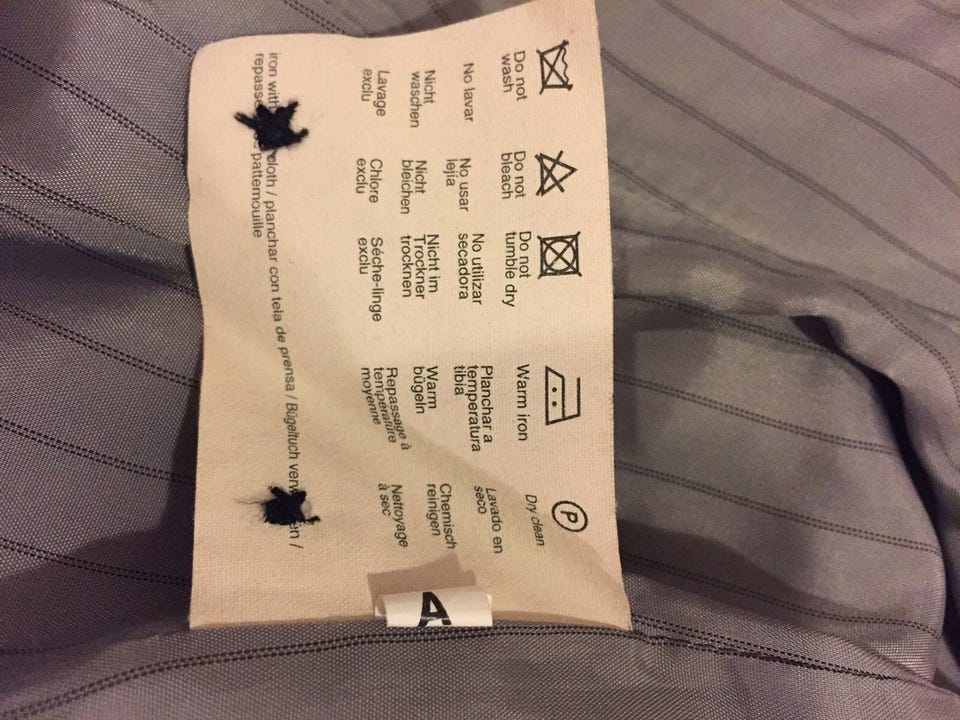 Do not
wash
No lavar
Nicht
waschen
Lavage
exclu
Do not
bleach
No usar
lejía
Nicht
bleichen
Chlore
exclu
Do not
tumble dry
No utilizar
secadora
Nicht im
Trockner
trocknen
Séche-linge
exclu
Warm iron
Planchar a
temperatura
tibia
Warm
bügeln
Repassage à
température
moyenne
P
Dry clean
Lavado en
seco
Chemisch
reinigen
Nettoyage
à sec
iron with cloth / planchar con tela de prensa / Bügeltuch /
pattemouille